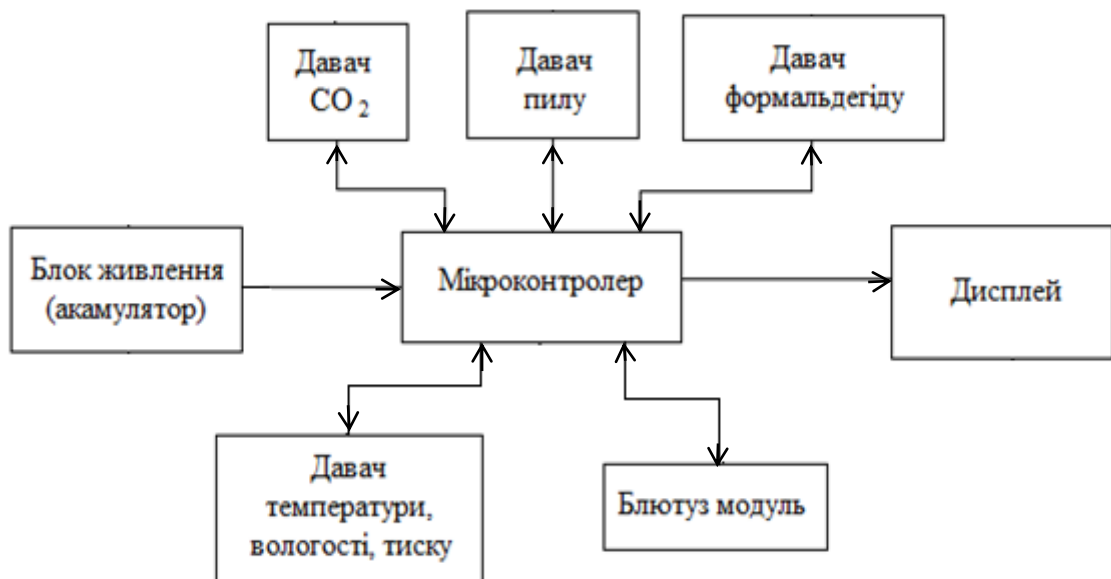 Давач
CO 2
Давач
пилу
Давач
формальдегіду
Блок живлення
(акамулятор)
Мікроконтролер
Дисплей
Давач
температури,
вологості, тиску
Блютуз модуль